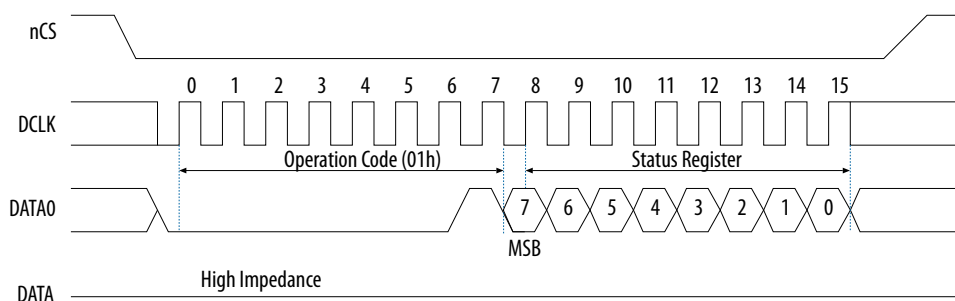 nCS
0 1 2 3 4 5 6 7 8 9 10 11 12 13 14 15
DCLK
Operation Code (01h) Status Register
DATA0 7 6 5 4 3 2 1 0
MSB
High Impedance
DATA